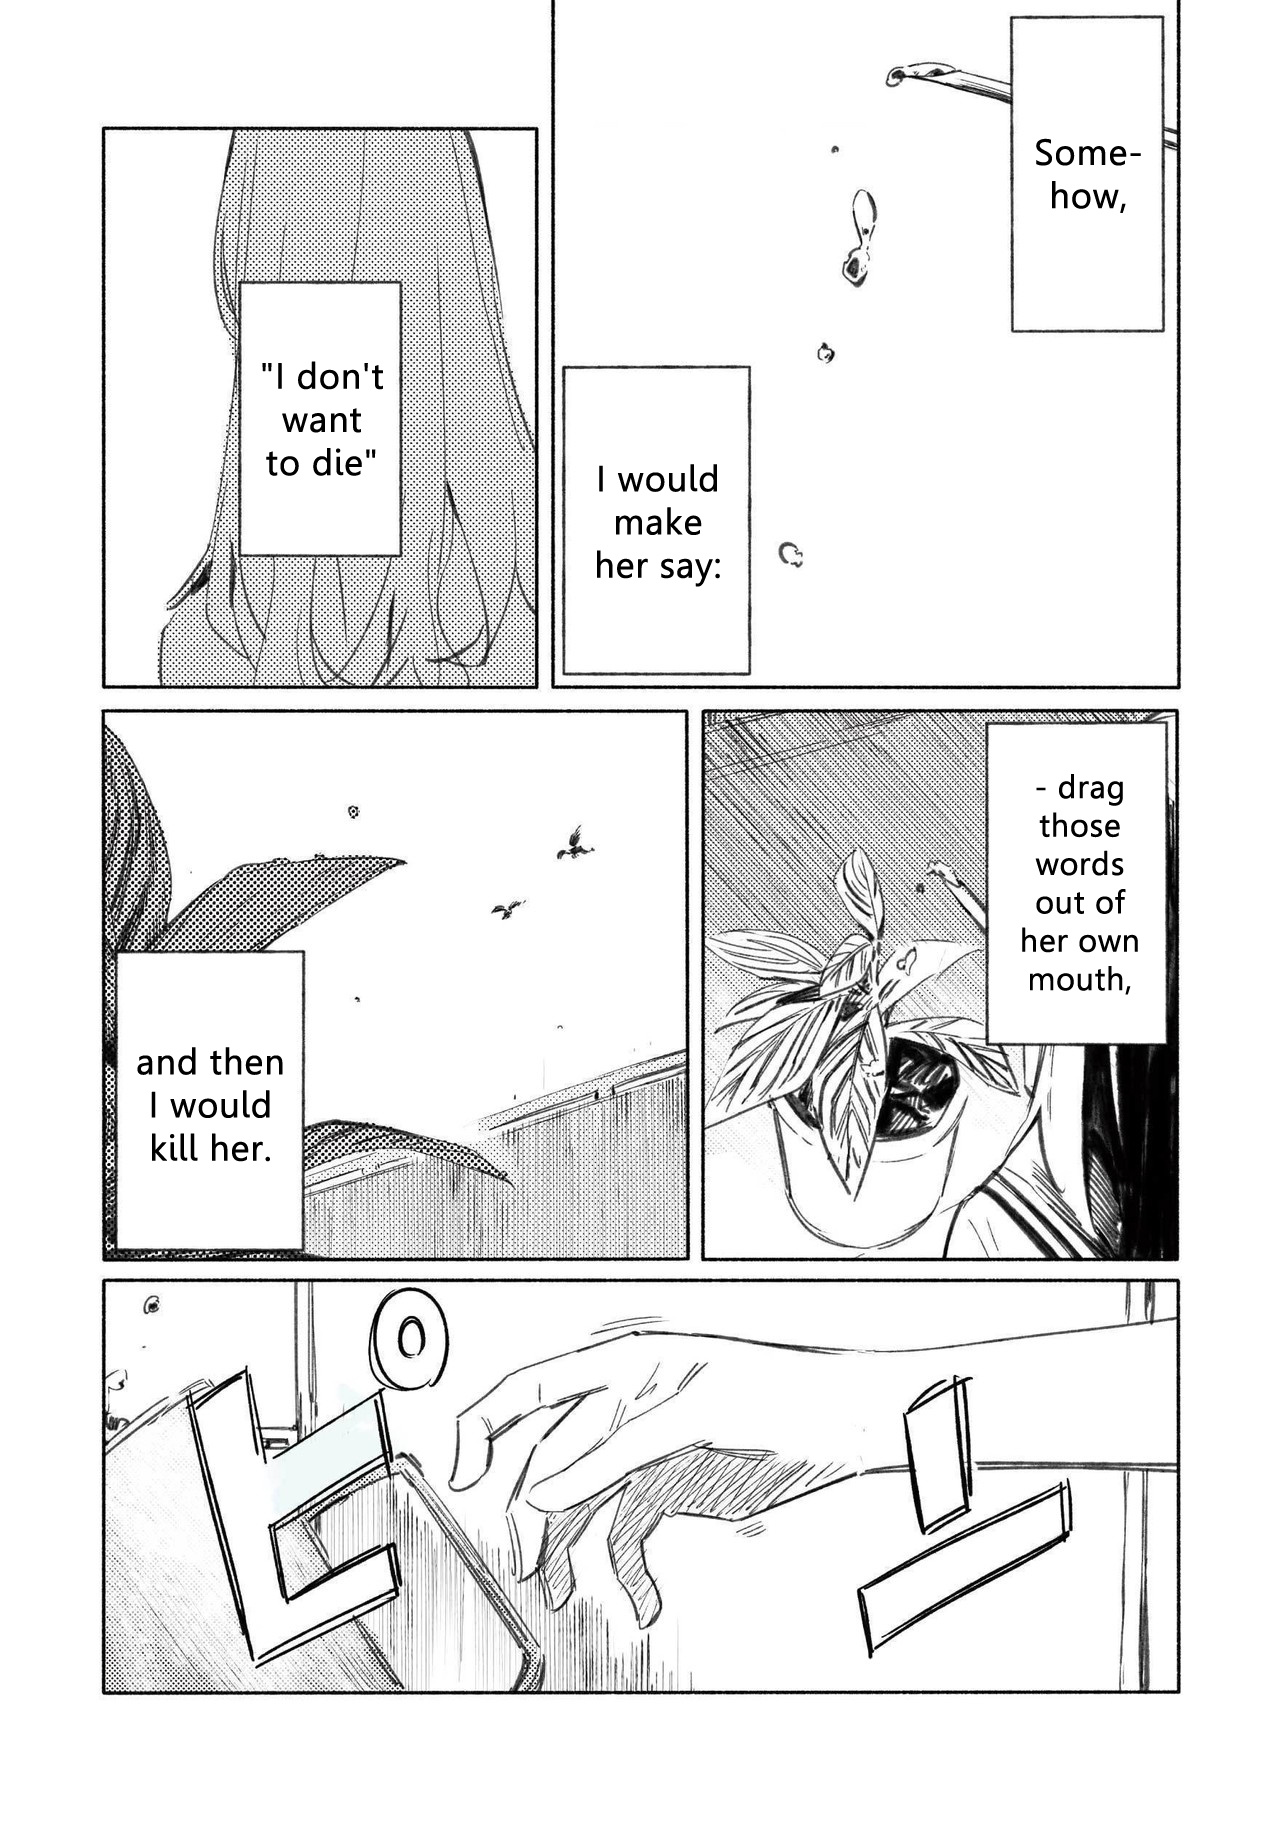 Some-
how,
I would
make
her say:
"I don't
want
to die"
- drag
those
words
out of
her own
mouth,
and then
I would
kill her.
ピト